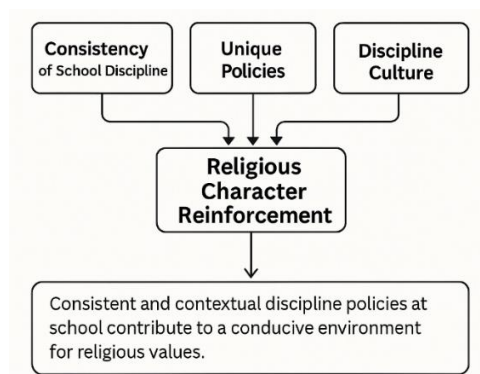 Consistency
of School Discipline
Unique
Policies
Discipline
Culture
Religious
Character
Reinforcement
Consistent and contextual discipline policies at
school contribute to a conducive environment
for religious values.